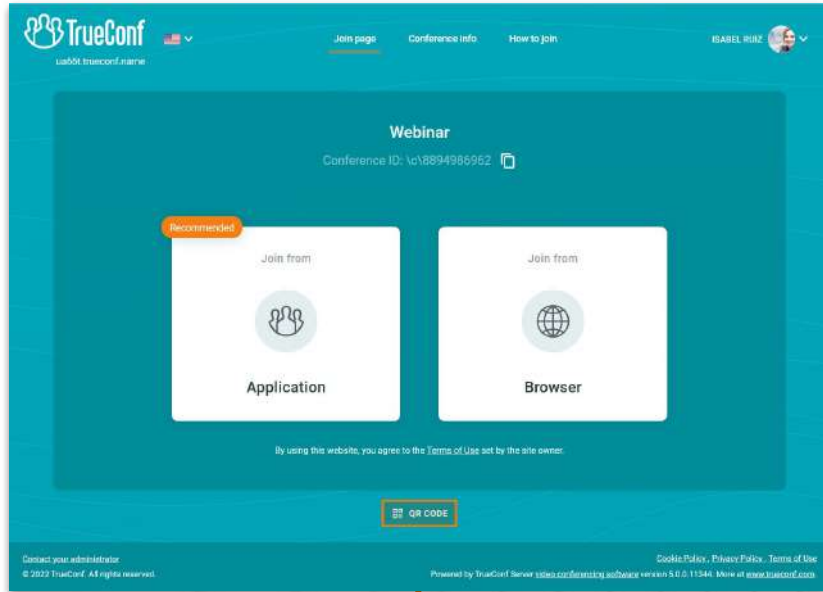 TrueConf
ua66t.trueconf.name
Join page
Conference info
How to join
ISABEL RUIZ
Webinar
Conference ID: \c\8894986962
Recommended
Join from
Application
Join from
Browser
By using this website, you agree to the Terms of Use set by the site owner.
QR CODE
Contact your administrator
© 2022 TrueConf. All rights reserved.
Cookie Policy, Privacy Policy, Terms of Use
Powered by TrueConf Server video conferencing software version 5.0.0.11344. More at www.trueconf.com.